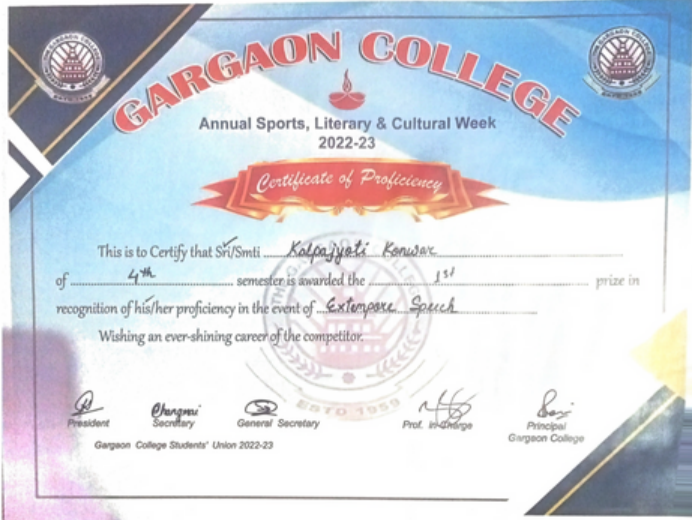 GARGAON COLLEGE
Annual Sports, Literary & Cultural Week
2022-23
Certificate of Proficiency
This is to Certify that Sri/Smti Kalpajyoti Konwar
of 4th semester is awarded the 1st prize in
recognition of his/her proficiency in the event of Extempore Speech
Wishing an ever-shining career of the competitor.
ESTD 1959
President Secretary General Secretary Prof. In-Charge Principal
Gargaon College Students' Union 2022-23 Gargaon College